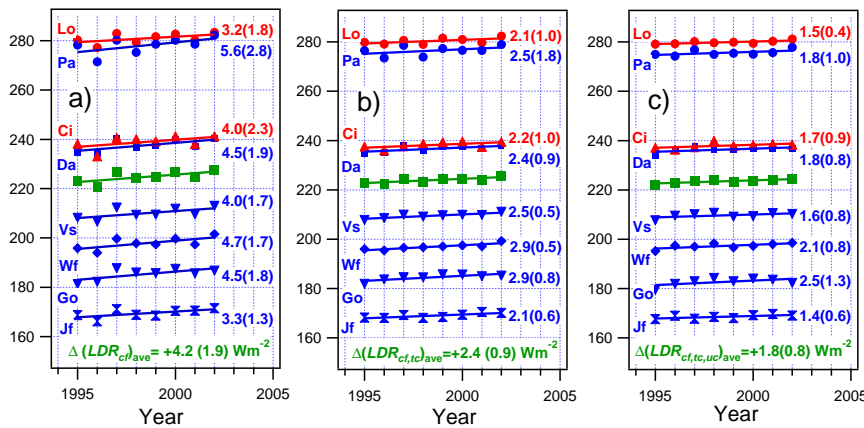 280
260
240
220
200
180
160
a)
Lo
3.2(1.8)
Pa
5.6(2.8)
Ci
4.0(2.3)
Da
4.5(1.9)
Vs
4.0(1.7)
Wf
4.7(1.7)
Go
4.5(1.8)
Jf
3.3(1.3)
Δ(LDRcf)ave= +4.2 (1.9) Wm-2
1995 2000 2005
Year
280
260
240
220
200
180
160
b)
Lo
2.1(1.0)
Pa
2.5(1.8)
Ci
2.2(1.0)
Da
2.4(0.9)
Vs
2.5(0.5)
Wf
2.9(0.5)
Go
2.9(0.8)
Jf
2.1(0.6)
Δ(LDRcf,tc)ave=+2.4 (0.9) Wm-2
1995 2000 2005
Year
280
260
240
220
200
180
160
c)
Lo
1.5(0.4)
Pa
1.8(1.0)
Ci
1.7(0.9)
Da
1.8(0.8)
Vs
1.6(0.8)
Wf
2.1(0.8)
Go
2.5(1.3)
Jf
1.4(0.6)
Δ(LDRcf,tc,uc)ave=+1.8(0.8) Wm-2
1995 2000 2005
Year